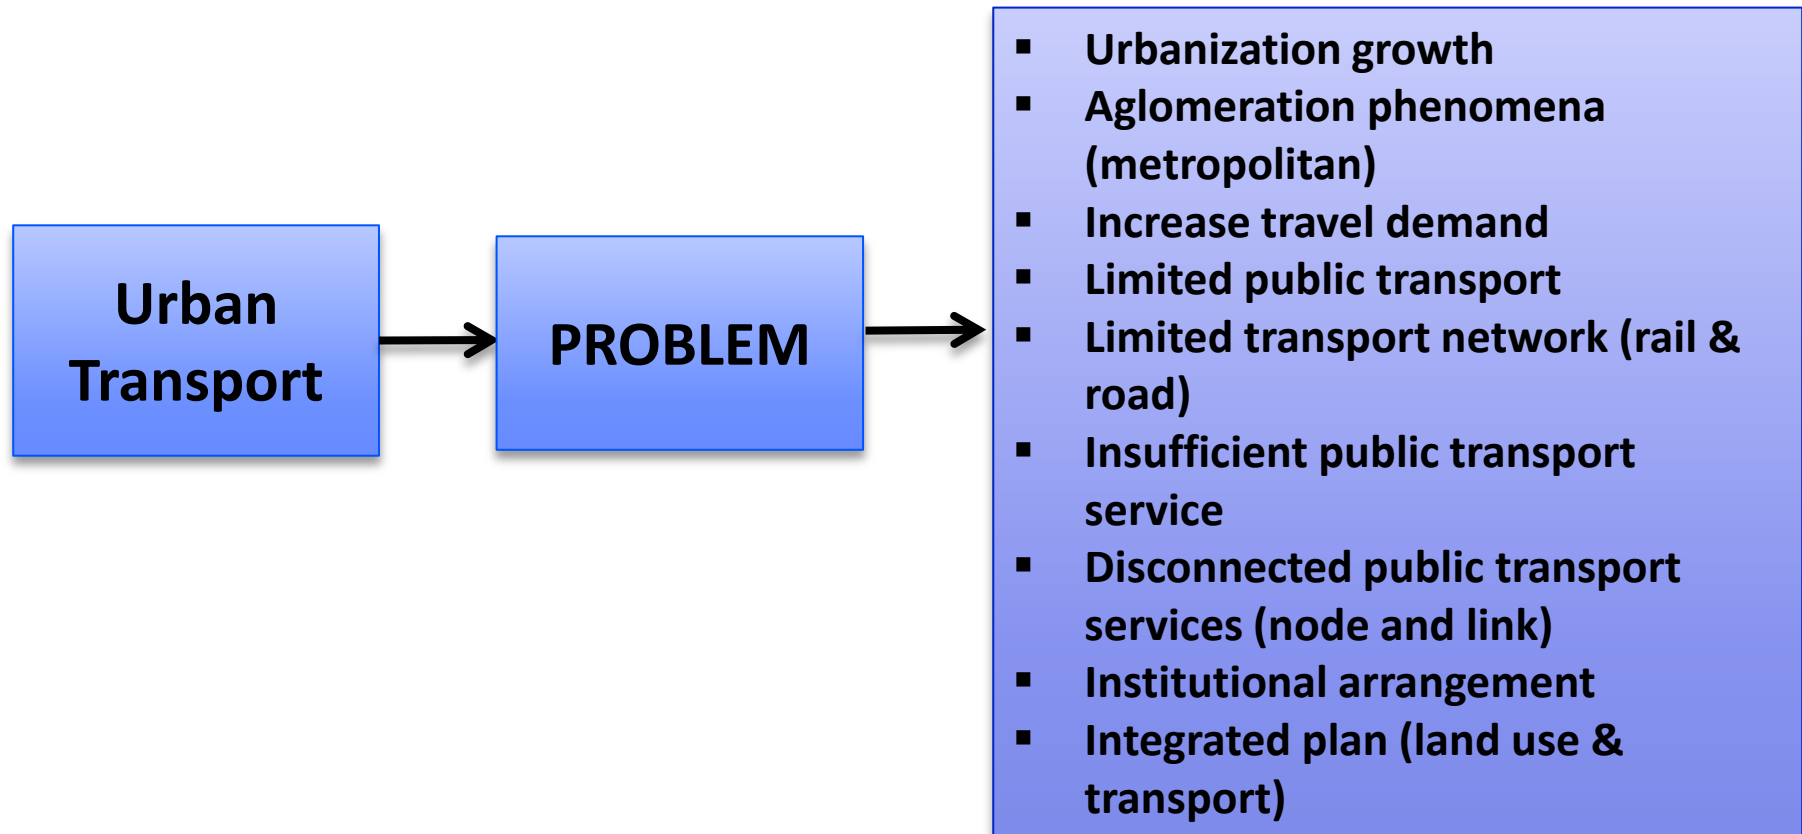 Urban
Transport
PROBLEM
▪ Urbanization growth
▪ Aglomeration phenomena
(metropolitan)
▪ Increase travel demand
▪ Limited public transport
▪ Limited transport network (rail &
road)
▪ Insufficient public transport
service
▪ Disconnected public transport
services (node and link)
▪ Institutional arrangement
▪ Integrated plan (land use &
transport)